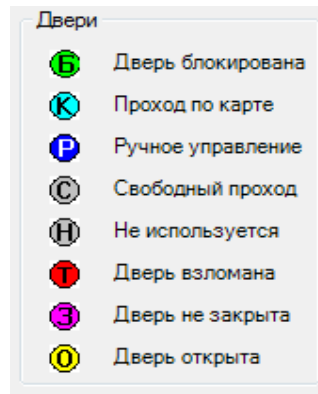 Двери
Б Дверь блокирована
К Проход по карте
Р Ручное управление
С Свободный проход
Н Не используется
Т Дверь взломана
З Дверь не закрыта
О Дверь открыта